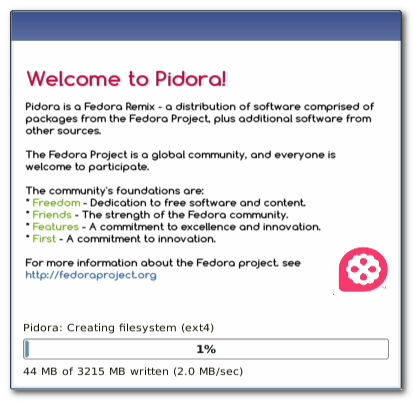 Welcome to Pidora!
Pidora is a Fedora Remix - a distribution of software comprised of
packages from the Fedora Project, plus additional software from
other sources.
The Fedora Project is a global community, and everyone is
welcome to participate.
The community's foundations are:
* Freedom - Dedication to free software and content.
* Friends - The strength of the Fedora community.
* Features - A commitment to excellence and innovation.
* First - A commitment to innovation.
For more information about the Fedora project. see
http://fedoraproject.org
Pidora: Creating filesystem (ext4)
1%
44 MB of 3215 MB written (2.0 MB/sec)